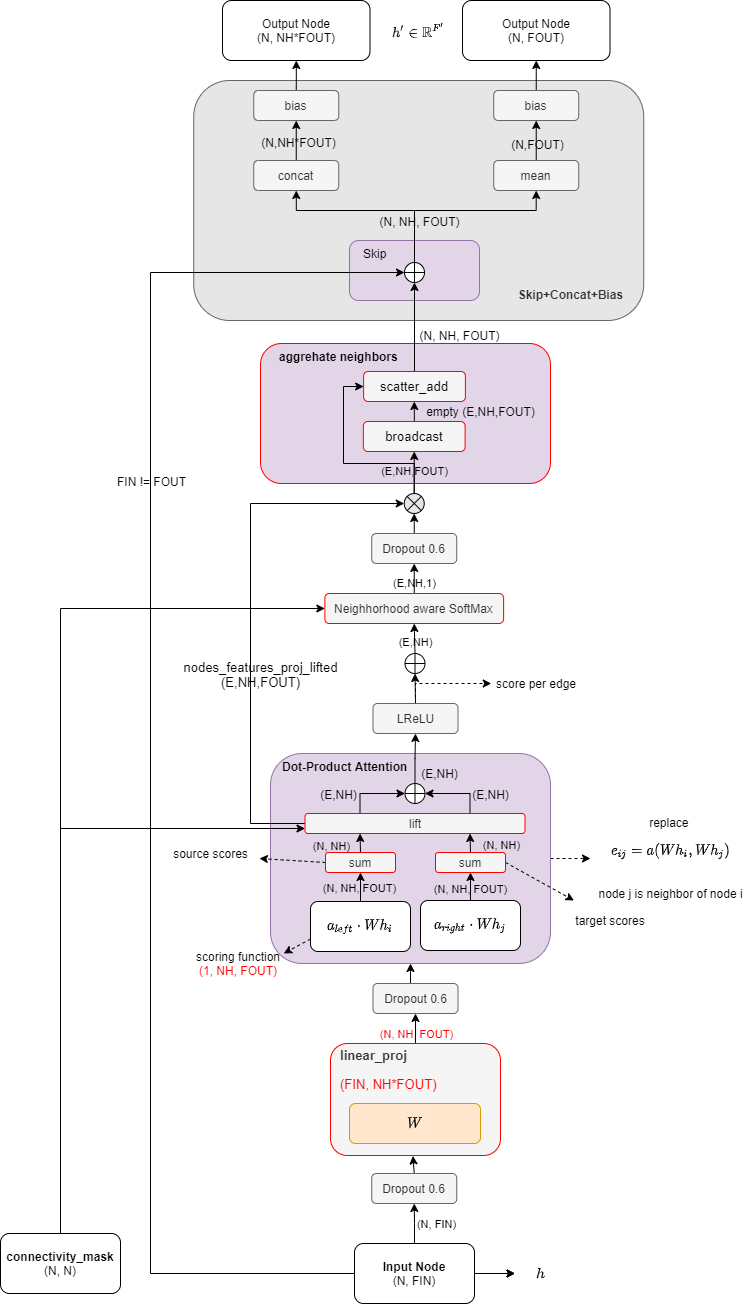 Output Node
(N, NH*FOUT)
h′ ∈ ℝ^F′
Output Node
(N, FOUT)
bias
bias
(N,NH*FOUT)
(N,FOUT)
concat
mean
(N, NH, FOUT)
Skip
Skip+Concat+Bias
(N, NH, FOUT)
aggrehate neighbors
scatter_add
empty (E,NH,FOUT)
broadcast
(E,NH,FOUT)
FIN != FOUT
Dropout 0.6
(E,NH,1)
Neighhorhood aware SoftMax
(E,NH)
nodes_features_proj_lifted
(E,NH,FOUT)
score per edge
LReLU
Dot-Product Attention
(E,NH)
(E,NH)
(E,NH)
lift
replace
e_ij = a(Wh_i, Wh_j)
(N, NH)
(N, NH)
source scores
sum
sum
(N, NH, FOUT)
(N, NH, FOUT)
node j is neighbor of node i
target scores
a_left · Wh_i
a_right · Wh_j
scoring function
(1, NH, FOUT)
Dropout 0.6
(N, NH, FOUT)
linear_proj
(FIN, NH*FOUT)
W
Dropout 0.6
(N, FIN)
connectivity_mask
(N, N)
Input Node
(N, FIN)
h